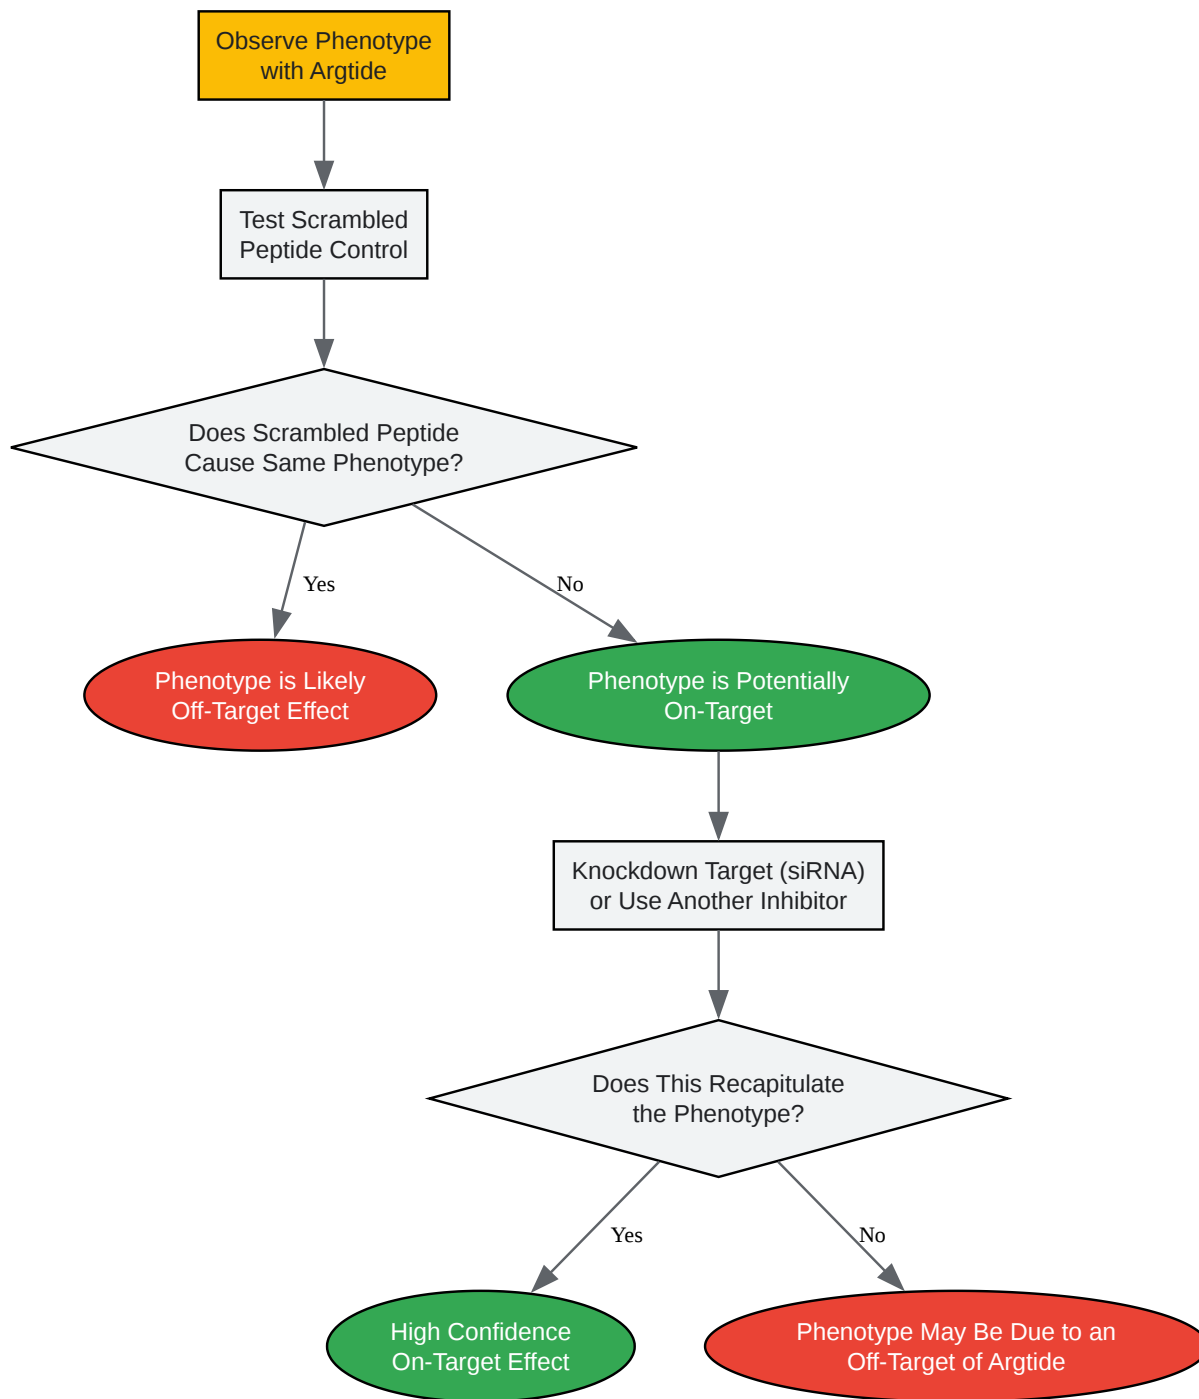 Observe Phenotype
with Argtide
Test Scrambled
Peptide Control
Does Scrambled Peptide
Cause Same Phenotype?
Yes
No
Phenotype is Likely
Off-Target Effect
Phenotype is Potentially
On-Target
Knockdown Target (siRNA)
or Use Another Inhibitor
Does This Recapitulate
the Phenotype?
Yes
No
High Confidence
On-Target Effect
Phenotype May Be Due to an
Off-Target of Argtide